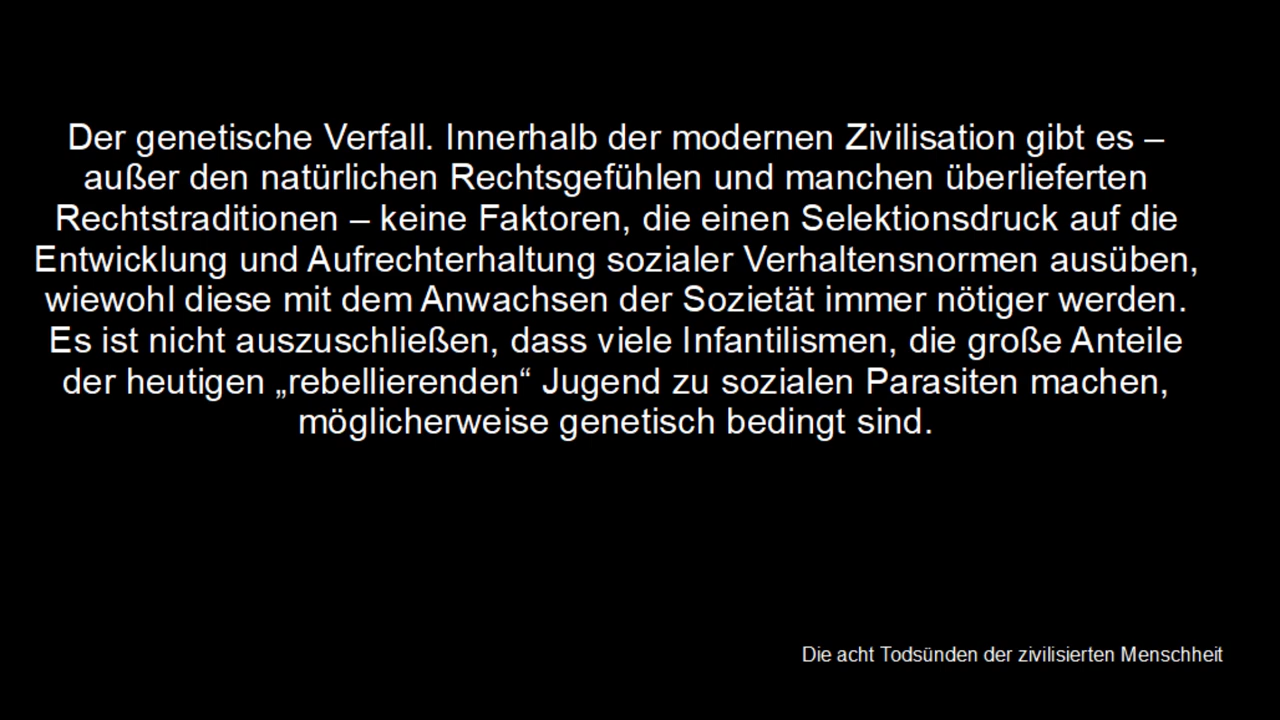 Der genetische Verfall. Innerhalb der modernen Zivilisation gibt es –
außer den natürlichen Rechtsgefühlen und manchen überlieferten
Rechtstraditionen – keine Faktoren, die einen Selektionsdruck auf die
Entwicklung und Aufrechterhaltung sozialer Verhaltensnormen ausüben,
wiewohl diese mit dem Anwachsen der Sozietät immer nötiger werden.
Es ist nicht auszuschließen, dass viele Infantilismen, die große Anteile
der heutigen „rebellierenden“ Jugend zu sozialen Parasiten machen,
möglicherweise genetisch bedingt sind.
Die acht Todsünden der zivilisierten Menschheit